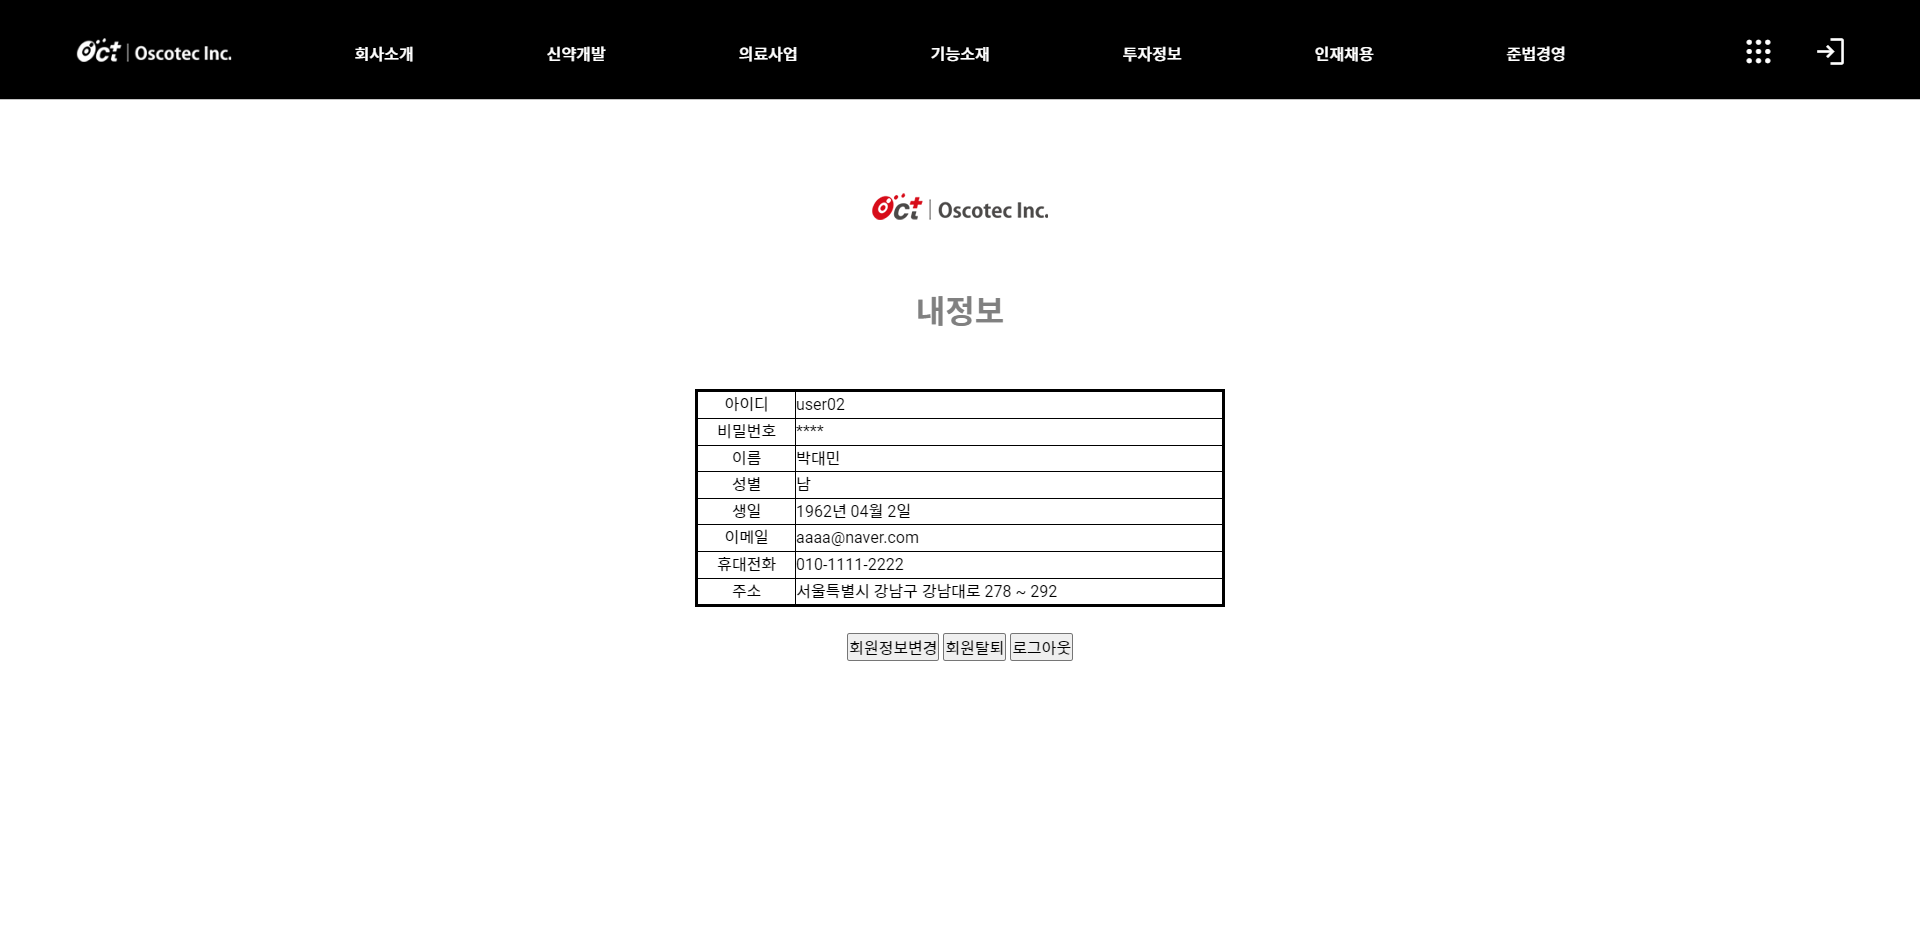 Oct | Oscotec Inc. 회사소개 신약개발 의료사업 기능소재 투자정보 인재채용 준법경영
Oct | Oscotec Inc.
내정보
아이디 user02
비밀번호 ****
이름 박대민
성별 남
생일 1962년 04월 2일
이메일 aaaa@naver.com
휴대전화 010-1111-2222
주소 서울특별시 강남구 강남대로 278 ~ 292
회원정보변경 회원탈퇴 로그아웃